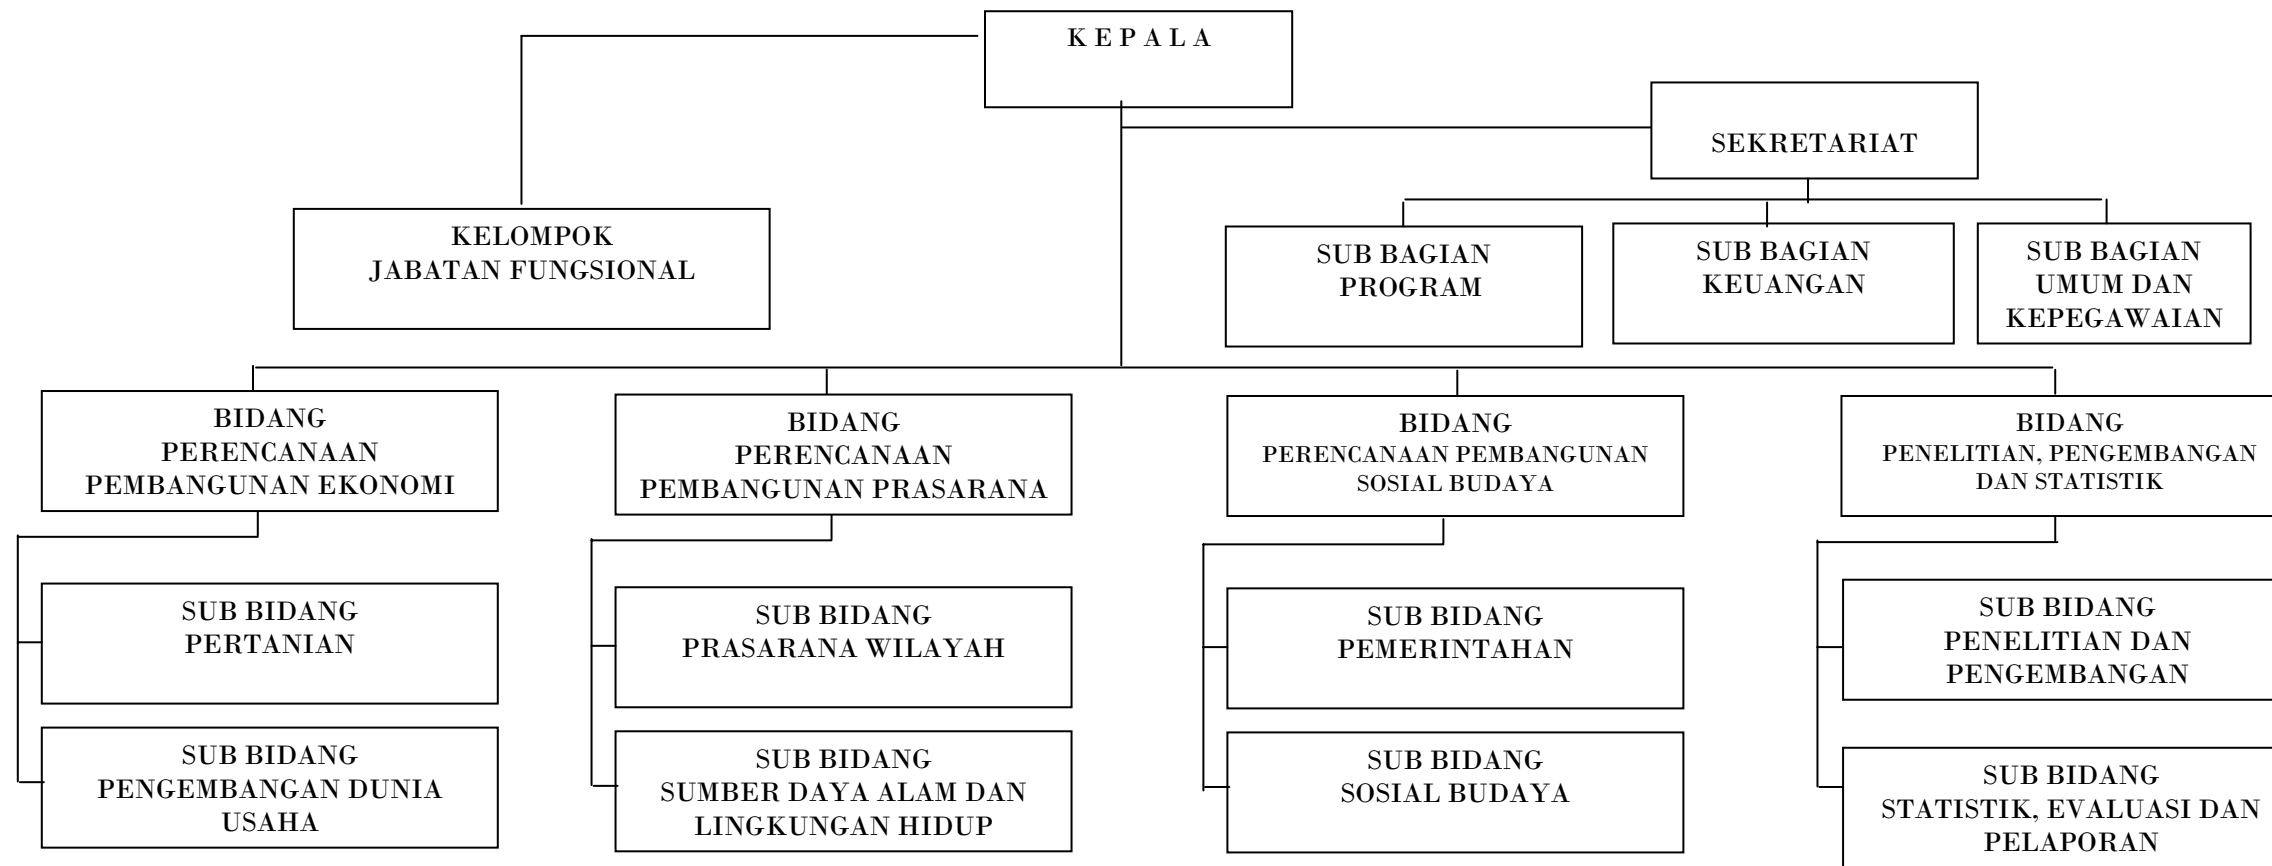 K E P A L A
SEKRETARIAT
KELOMPOK
JABATAN FUNGSIONAL
SUB BAGIAN
PROGRAM
SUB BAGIAN
KEUANGAN
SUB BAGIAN
UMUM DAN
KEPEGAWAIAN
BIDANG
PERENCANAAN
PEMBANGUNAN EKONOMI
BIDANG
PERENCANAAN
PEMBANGUNAN PRASARANA
BIDANG
PERENCANAAN PEMBANGUNAN
SOSIAL BUDAYA
BIDANG
PENELITIAN, PENGEMBANGAN
DAN STATISTIK
SUB BIDANG
PERTANIAN
SUB BIDANG
PRASARANA WILAYAH
SUB BIDANG
PEMERINTAHAN
SUB BIDANG
PENELITIAN DAN
PENGEMBANGAN
SUB BIDANG
PENGEMBANGAN DUNIA
USAHA
SUB BIDANG
SUMBER DAYA ALAM DAN
LINGKUNGAN HIDUP
SUB BIDANG
SOSIAL BUDAYA
SUB BIDANG
STATISTIK, EVALUASI DAN
PELAPORAN